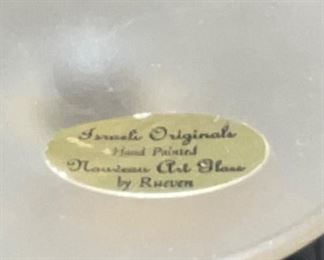 Israeli Originals
Hand Painted
Nouveau Art Glass
by Rueven